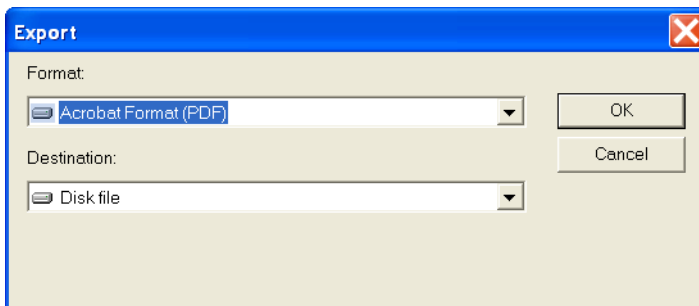 Export
Format:
Acrobat Format (PDF)
OK
Destination:
Cancel
Disk file